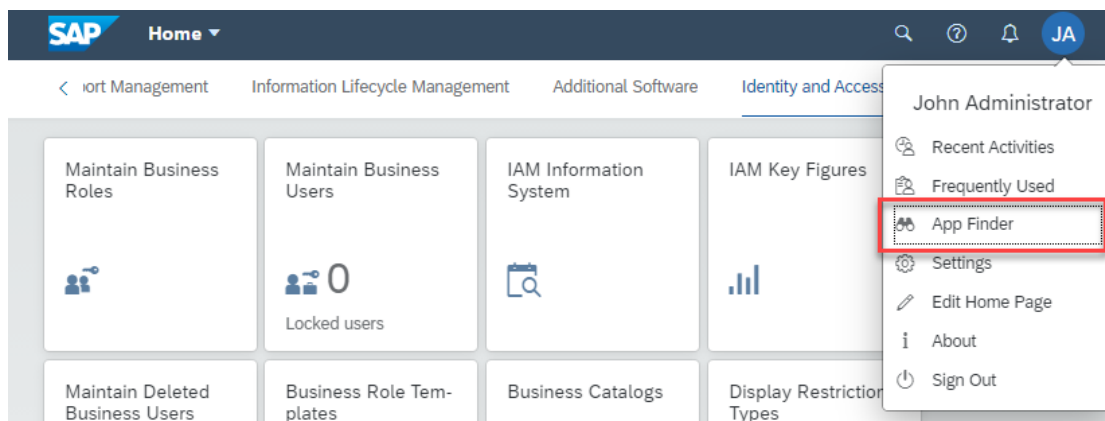 SAP Home
JA
ort Management Information Lifecycle Management Additional Software Identity and Access
John Administrator
Recent Activities
Frequently Used
App Finder
Settings
Edit Home Page
About
Sign Out
Maintain Business
Roles
Maintain Business
Users
0
Locked users
IAM Information
System
IAM Key Figures
Maintain Deleted
Business Users
Business Role Tem-
plates
Business Catalogs
Display Restriction
Types